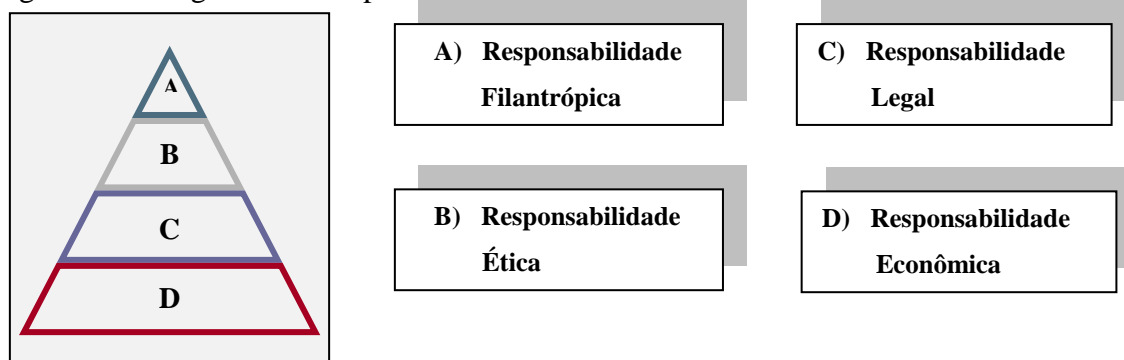 A
B
C
D
A) Responsabilidade
Filantrópica
C) Responsabilidade
Legal
B) Responsabilidade
Ética
D) Responsabilidade
Econômica